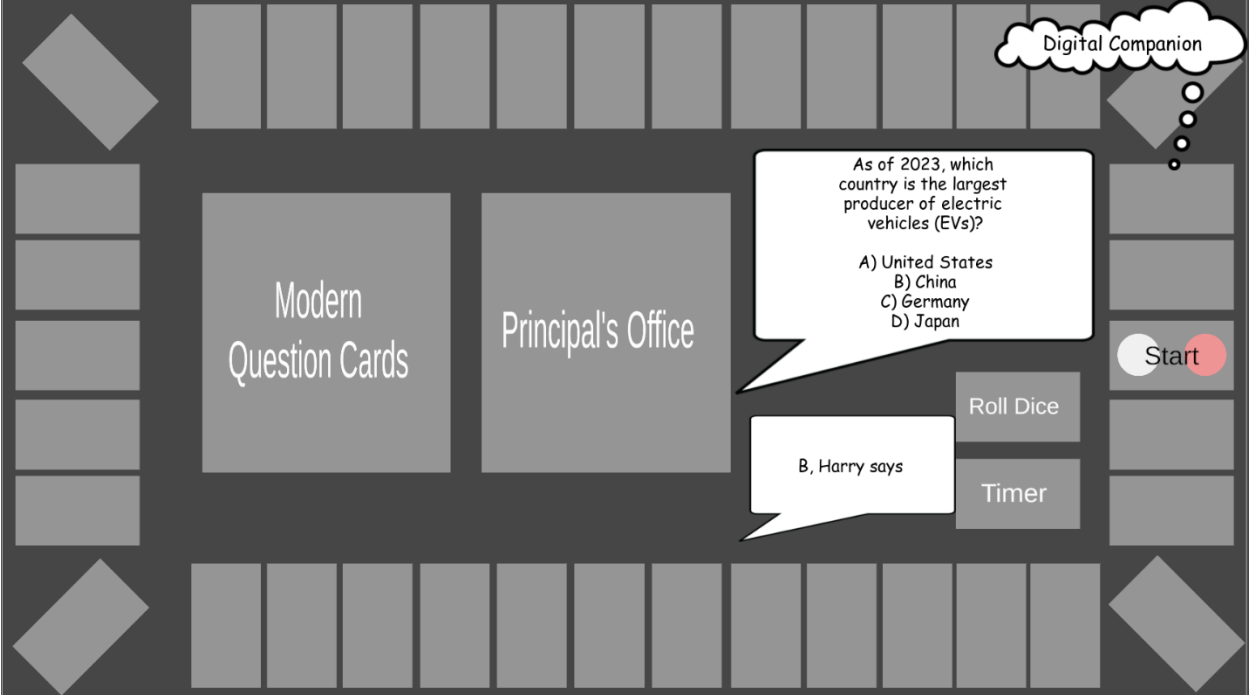 Digital Companion
As of 2023, which
country is the largest
producer of electric
vehicles (EVs)?
A) United States
B) China
C) Germany
D) Japan
Modern
Question Cards
Principal's Office
Start
Roll Dice
B, Harry says
Timer